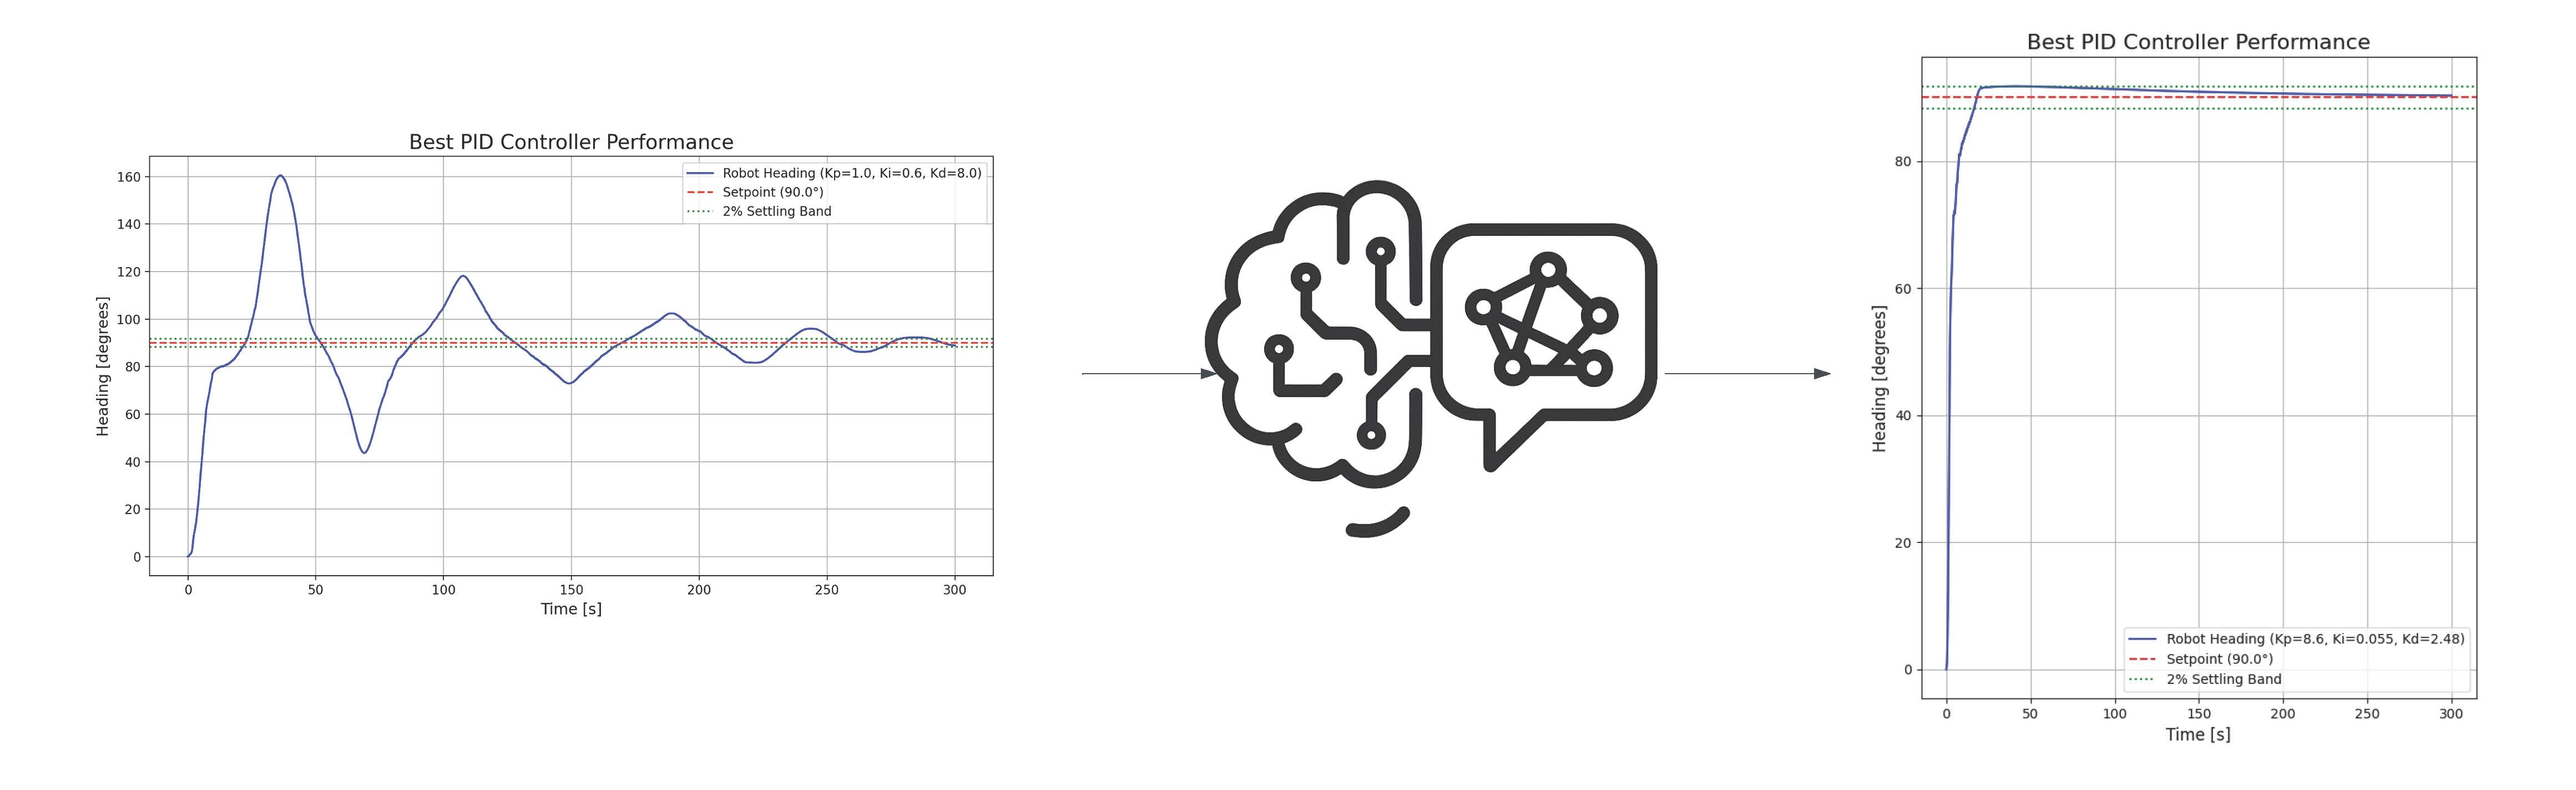 Best PID Controller Performance
160
140
120
100
80
60
40
20
0
Heading [degrees]
Robot Heading (Kp=1.0, Ki=0.6, Kd=8.0)
Setpoint (90.0°)
2% Settling Band
0 50 100 150 200 250 300
Time [s]
Best PID Controller Performance
80
60
40
20
0
Heading [degrees]
Robot Heading (Kp=8.6, Ki=0.055, Kd=2.48)
Setpoint (90.0°)
2% Settling Band
0 50 100 150 200 250 300
Time [s]